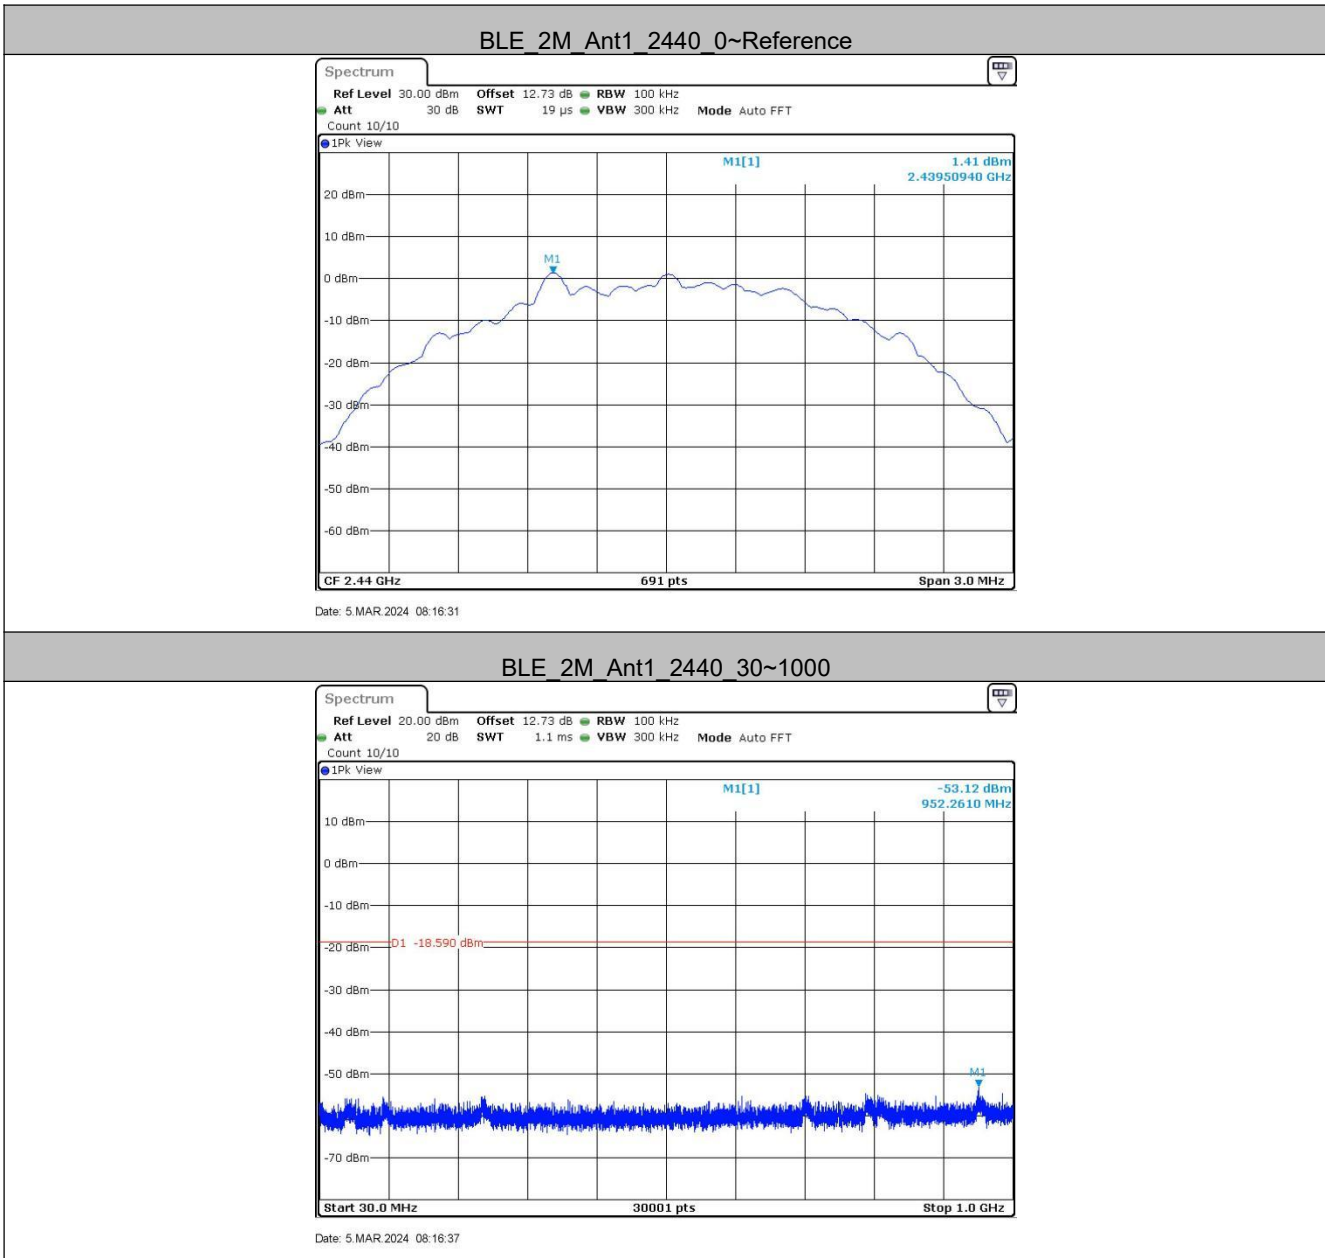 BLE_2M_Ant1_2440_0~Reference
Spectrum
Ref Level 30.00 dBm Offset 12.73 dB RBW 100 kHz
Att 30 dB SWT 19 µs VBW 300 kHz Mode Auto FFT
Count 10/10
1Pk View
M1[1] 1.41 dBm
2.43950940 GHz
20 dBm
10 dBm
M1
0 dBm
-10 dBm
-20 dBm
-30 dBm
-40 dBm
-50 dBm
-60 dBm
CF 2.44 GHz 691 pts Span 3.0 MHz
Date: 5.MAR.2024 08:16:31
BLE_2M_Ant1_2440_30~1000
Spectrum
Ref Level 20.00 dBm Offset 12.73 dB RBW 100 kHz
Att 20 dB SWT 1.1 ms VBW 300 kHz Mode Auto FFT
Count 10/10
1Pk View
M1[1] -53.12 dBm
952.2610 MHz
10 dBm
0 dBm
-10 dBm
D1 -18.590 dBm
-20 dBm
-30 dBm
-40 dBm
-50 dBm
M1
-70 dBm
Start 30.0 MHz 30001 pts Stop 1.0 GHz
Date: 5.MAR.2024 08:16:37